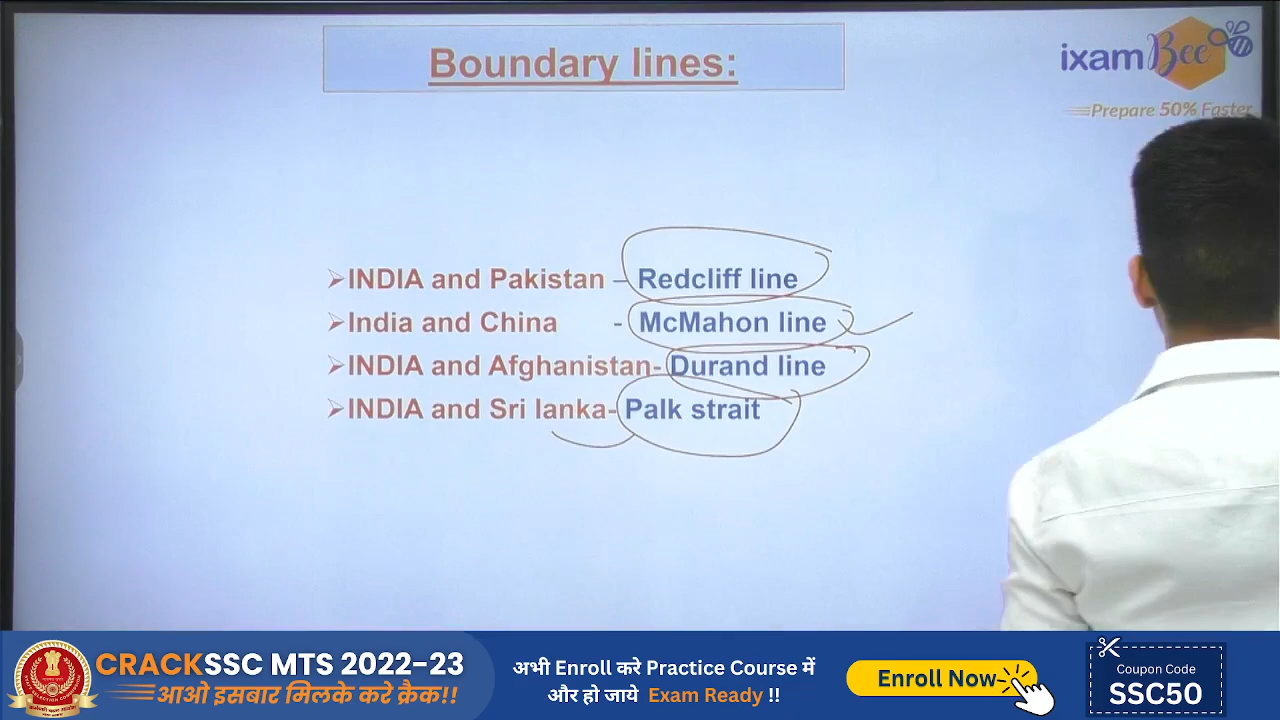 Boundary lines:
ixamBee
Prepare 50% Faster
➢INDIA and Pakistan – Redcliff line
➢India and China - McMahon line
➢INDIA and Afghanistan- Durand line
➢INDIA and Sri lanka- Palk strait
CRACKSSC MTS 2022-23
आओ इसबार मिलके करे क्रैक!!
अभी Enroll करे Practice Course में
और हो जाये Exam Ready !!
Enroll Now
Coupon Code
SSC50